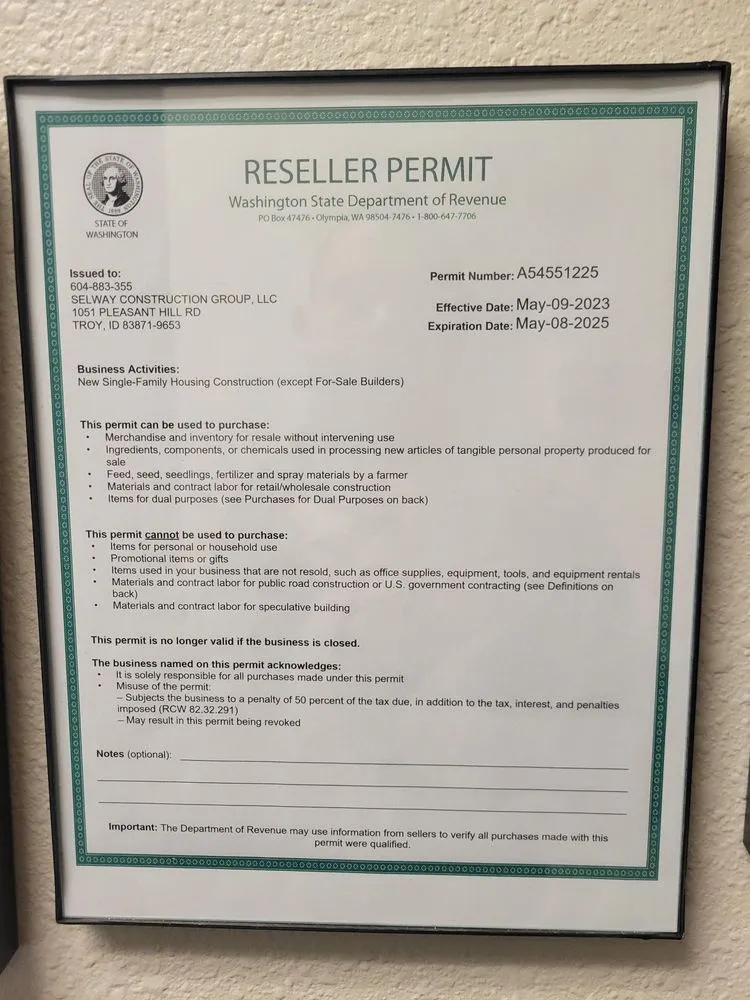 RESELLER PERMIT
Washington State Department of Revenue
PO Box 47476 • Olympia, WA 98504-7476 • 1-800-647-7706
THE SEAL OF THE STATE OF WASHINGTON
1889
STATE OF
WASHINGTON
Issued to:
604-883-355
SELWAY CONSTRUCTION GROUP, LLC
1051 PLEASANT HILL RD
TROY, ID 83871-9653
Permit Number: A54551225
Effective Date: May-09-2023
Expiration Date: May-08-2025
Business Activities:
New Single-Family Housing Construction (except For-Sale Builders)
This permit can be used to purchase:
• Merchandise and inventory for resale without intervening use
• Ingredients, components, or chemicals used in processing new articles of tangible personal property produced for
sale
• Feed, seed, seedlings, fertilizer and spray materials by a farmer
• Materials and contract labor for retail/wholesale construction
• Items for dual purposes (see Purchases for Dual Purposes on back)
This permit cannot be used to purchase:
• Items for personal or household use
• Promotional items or gifts
• Items used in your business that are not resold, such as office supplies, equipment, tools, and equipment rentals
• Materials and contract labor for public road construction or U.S. government contracting (see Definitions on
back)
• Materials and contract labor for speculative building
This permit is no longer valid if the business is closed.
The business named on this permit acknowledges:
• It is solely responsible for all purchases made under this permit
• Misuse of the permit:
– Subjects the business to a penalty of 50 percent of the tax due, in addition to the tax, interest, and penalties
imposed (RCW 82.32.291)
– May result in this permit being revoked
Notes (optional):
Important: The Department of Revenue may use information from sellers to verify all purchases made with this
permit were qualified.